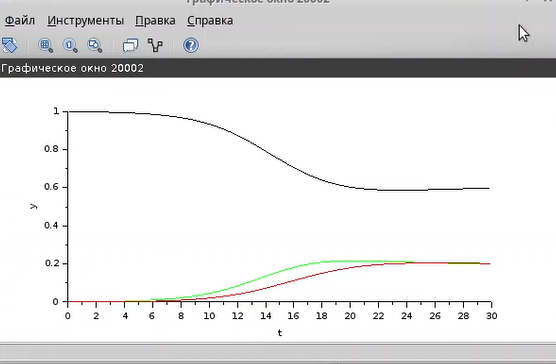 Графическое окно 20002
Файл Инструменты Правка Справка
Графическое окно 20002
1
0.8
0.6
0.4
0.2
0
y
0 2 4 6 8 10 12 14 16 18 20 22 24 26 28 30
t